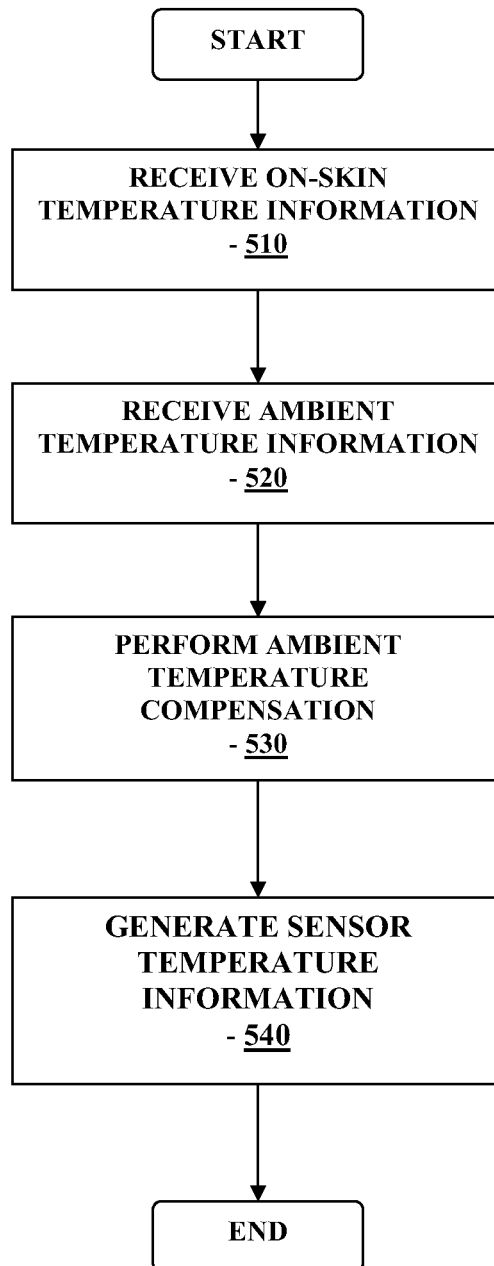 START
RECEIVE ON-SKIN
TEMPERATURE INFORMATION
- 510
RECEIVE AMBIENT
TEMPERATURE INFORMATION
- 520
PERFORM AMBIENT
TEMPERATURE
COMPENSATION
- 530
GENERATE SENSOR
TEMPERATURE
INFORMATION
- 540
END